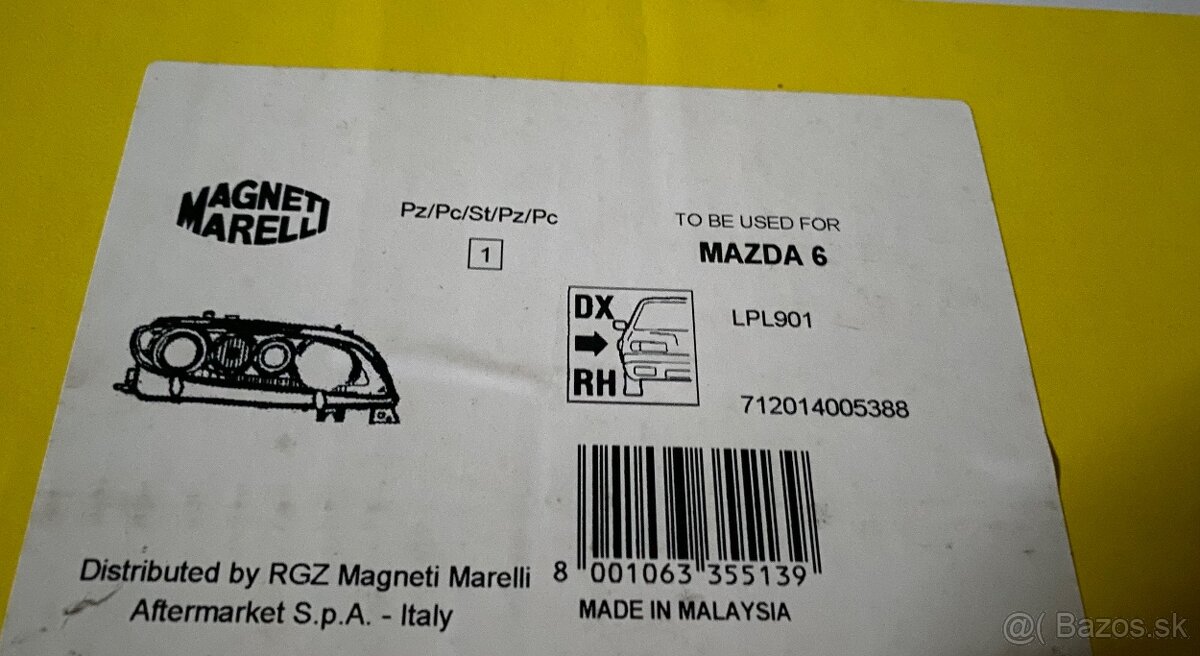 MAGNETI
MARELLI
Pz/Pc/St/Pz/Pc
1
TO BE USED FOR
MAZDA 6
DX
RH
LPL901
712014005388
8 001063 355139
Distributed by RGZ Magneti Marelli
Aftermarket S.p.A. - Italy
MADE IN MALAYSIA
@( Bazos.sk